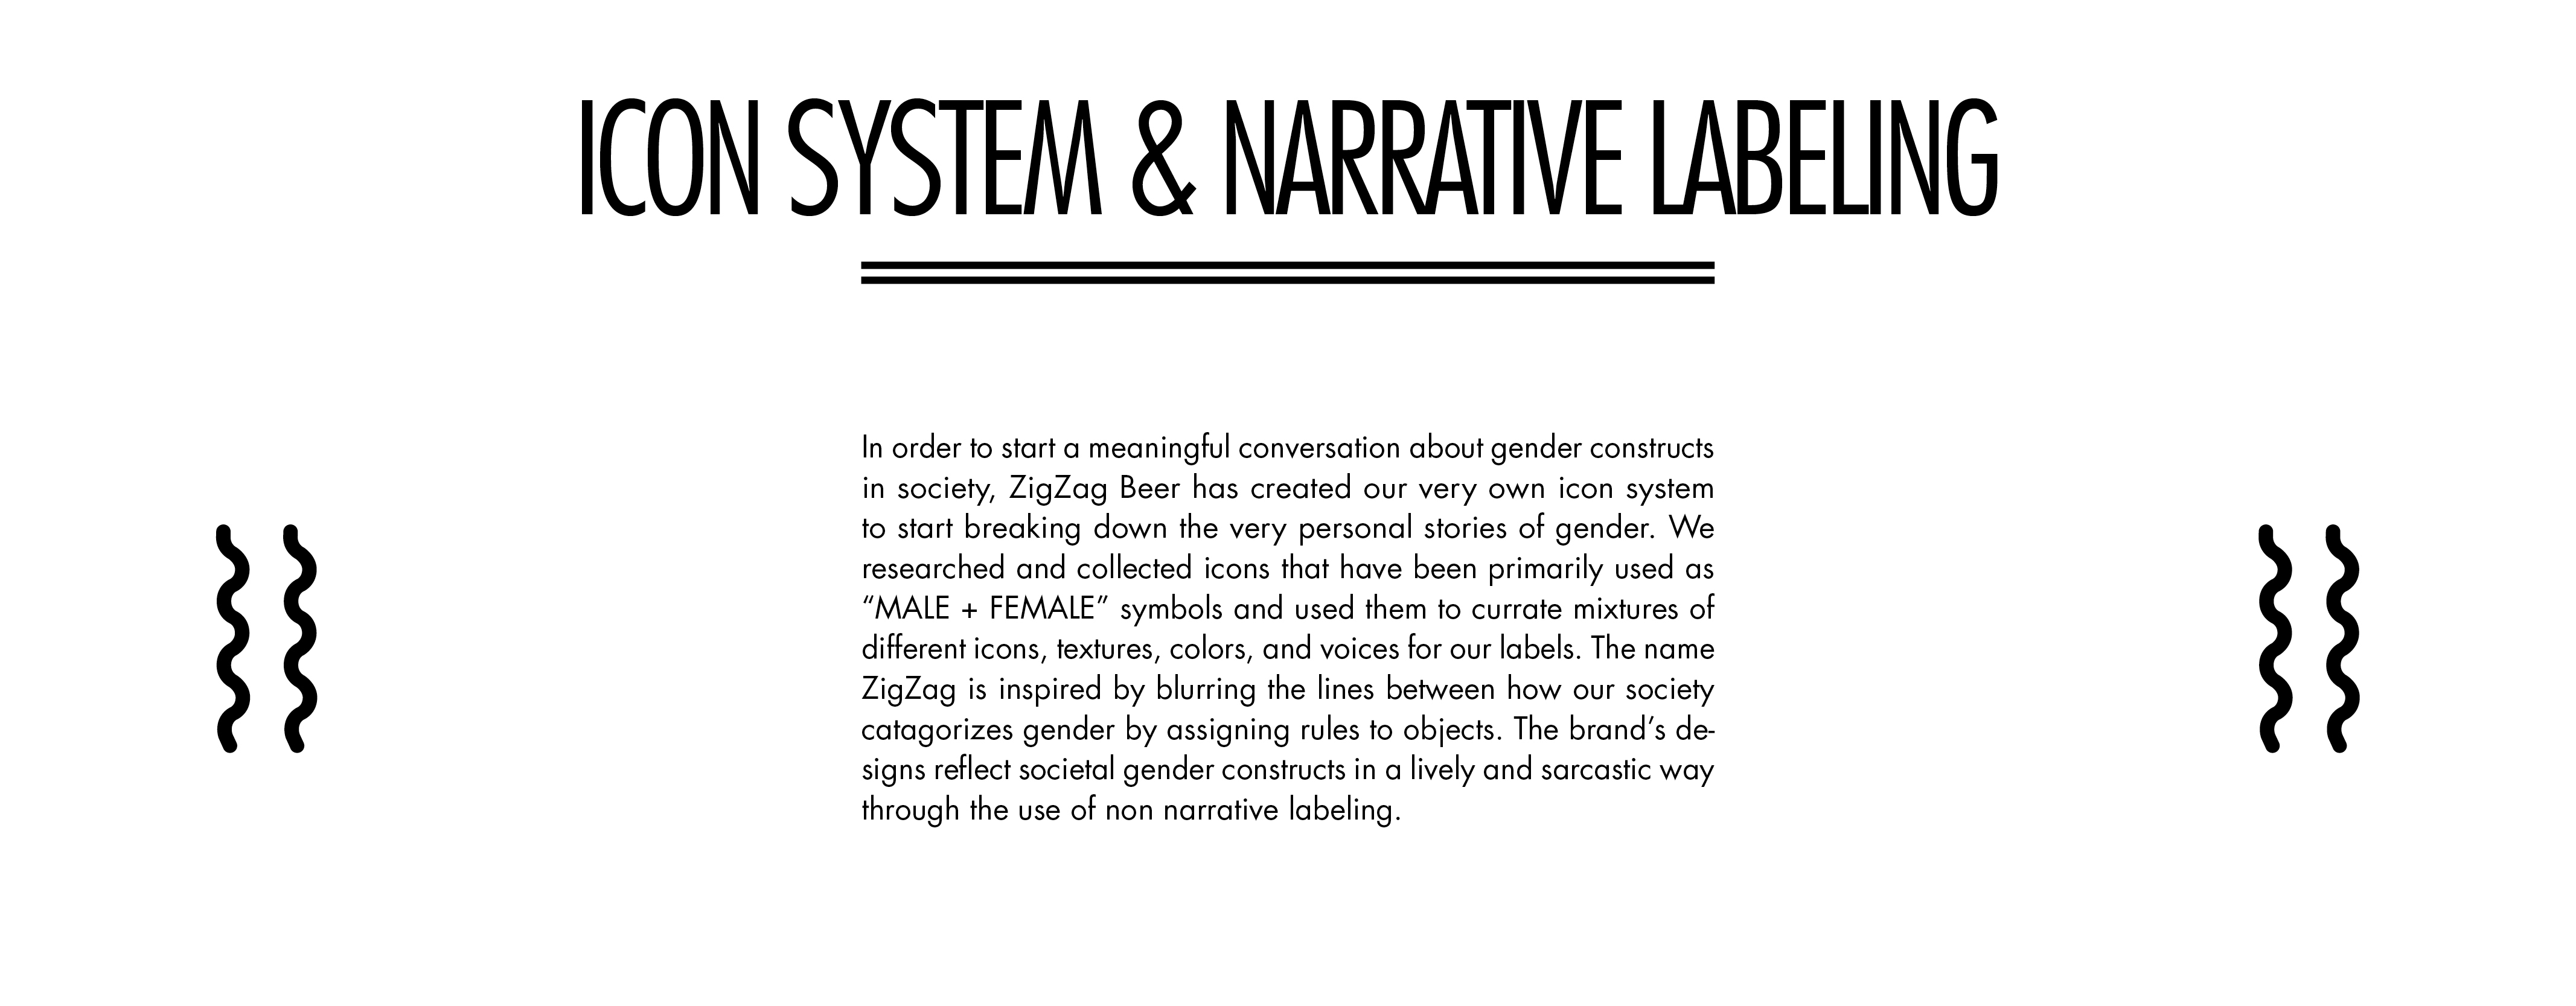 ICON SYSTEM & NARRATIVE LABELING
In order to start a meaningful conversation about gender constructs
in society, ZigZag Beer has created our very own icon system
to start breaking down the very personal stories of gender. We
researched and collected icons that have been primarily used as
“MALE + FEMALE” symbols and used them to currate mixtures of
different icons, textures, colors, and voices for our labels. The name
ZigZag is inspired by blurring the lines between how our society
catagorizes gender by assigning rules to objects. The brand’s de-
signs reflect societal gender constructs in a lively and sarcastic way
through the use of non narrative labeling.